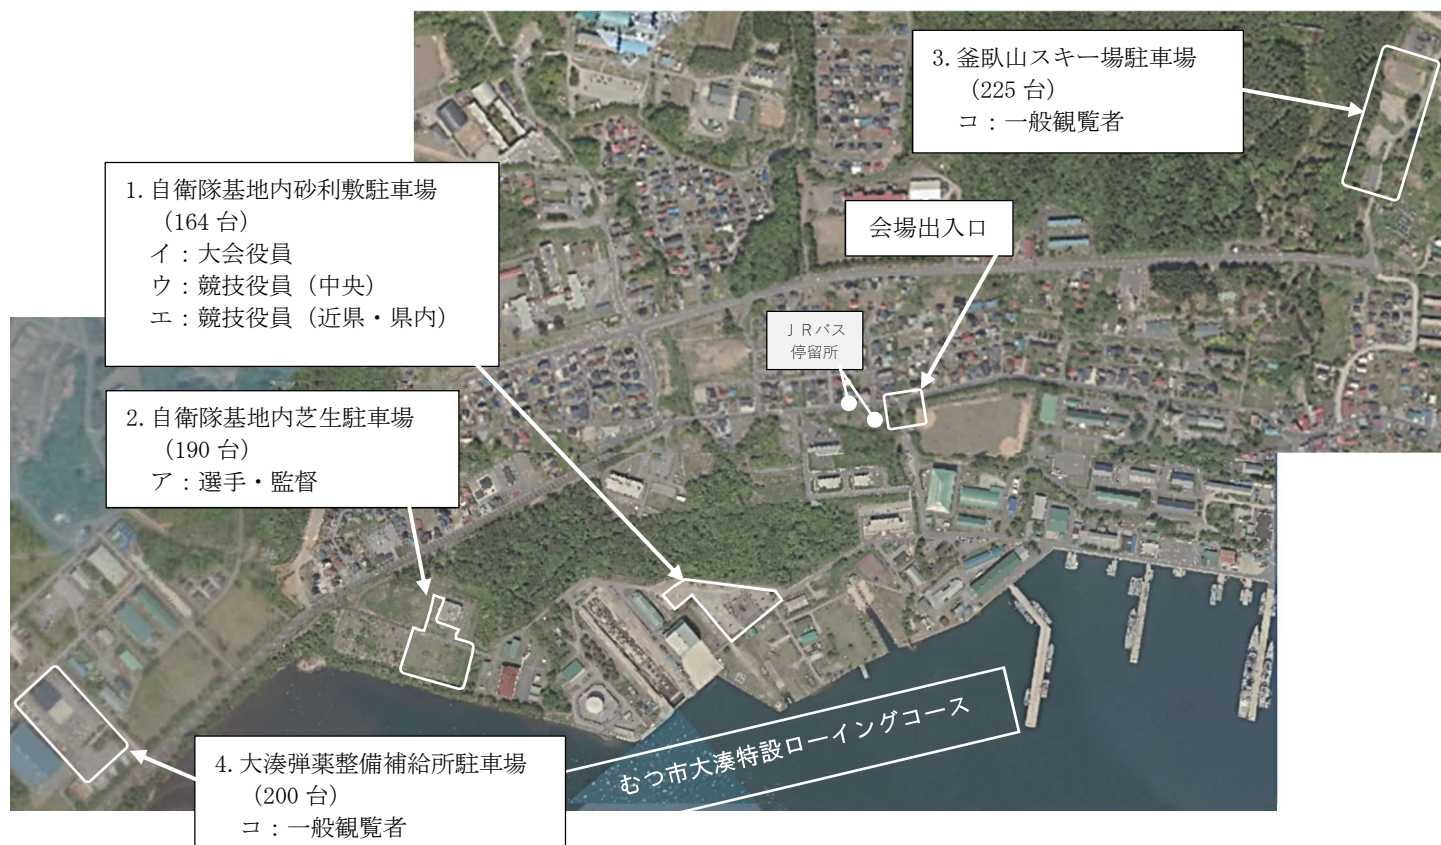 3.釜臥山スキー場駐車場
（225 台）
コ：一般観覧者
1.自衛隊基地内砂利敷駐車場
（164 台）
イ：大会役員
ウ：競技役員（中央）
エ：競技役員（近県・県内）
会場出入口
ＪＲバス
停留所
2.自衛隊基地内芝生駐車場
（190 台）
ア：選手・監督
むつ市大湊特設ローイングコース
4.大湊弾薬整備補給所駐車場
（200 台）
コ：一般観覧者